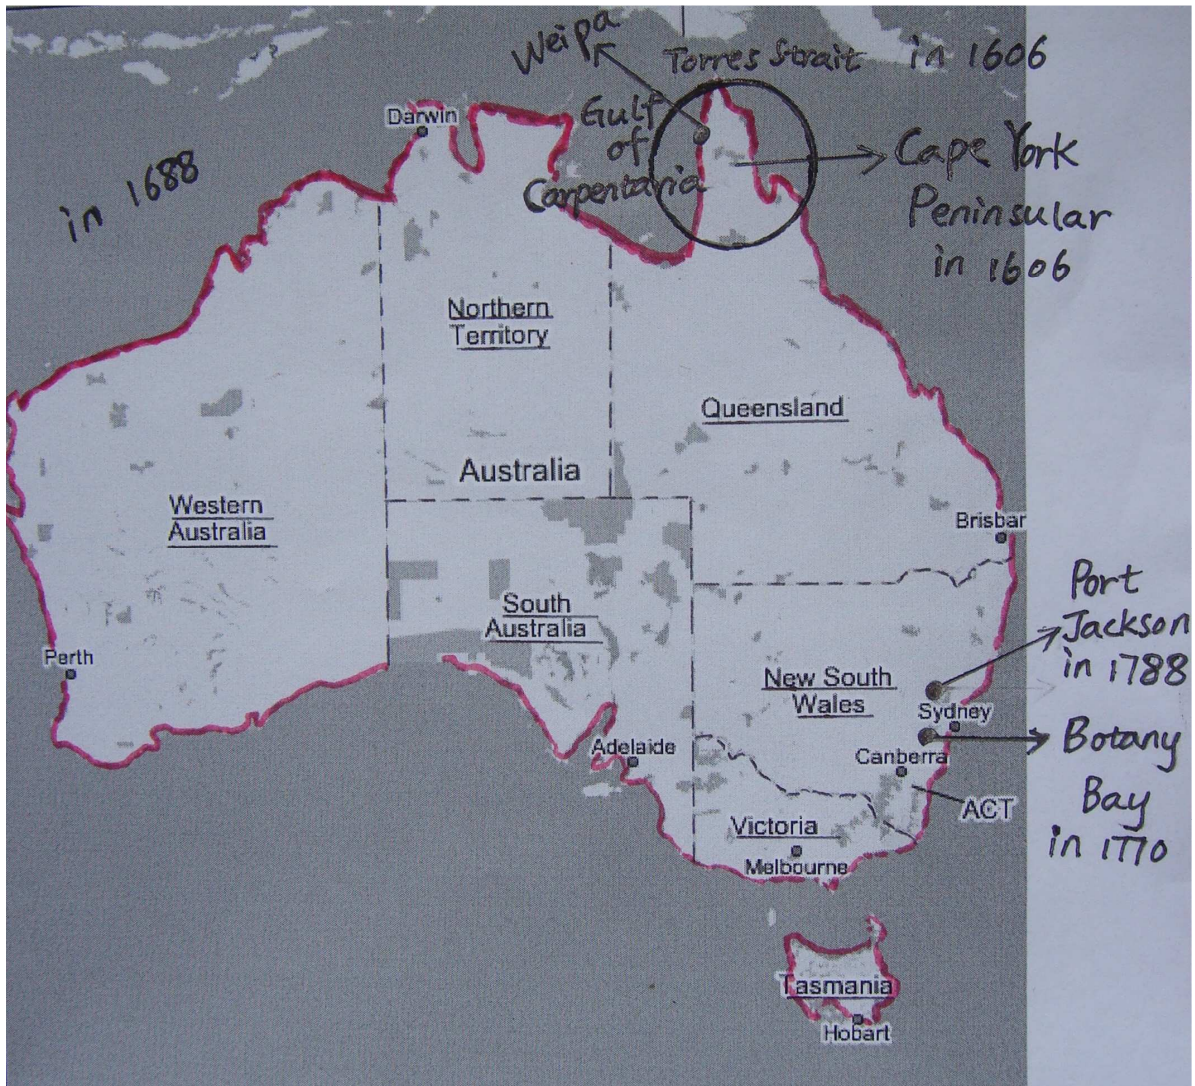 Weipa
Torres Strait in 1606
Darwin
Gulf
of
Carpentaria
Cape York
Peninsular
in 1606
in 1688
Northern
Territory
Queensland
Australia
Western
Australia
Brisbar
South
Australia
Port
Jackson
in 1788
Perth
New South
Wales
Sydney
Adelaide
Canberra
Botany
Bay
in 1770
ACT
Victoria
Melbourne
Tasmania
Hobart